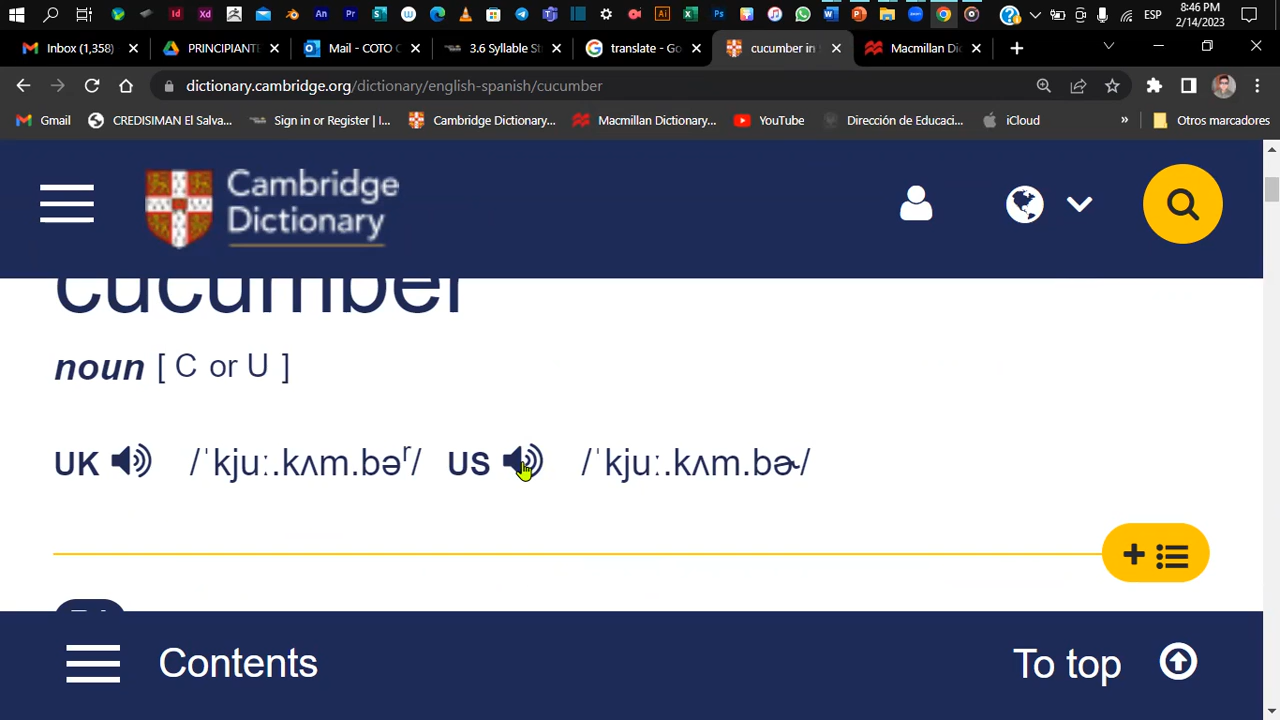 ESP
8:46 PM
2/14/2023
Inbox (1,358)
PRINCIPIANTE
Mail - COTO C
3.6 Syllable St
translate - Go
cucumber in
Macmillan Dic
dictionary.cambridge.org/dictionary/english-spanish/cucumber
Gmail
CREDISIMAN El Salva...
Sign in or Register | I...
Cambridge Dictionary...
Macmillan Dictionary...
YouTube
Dirección de Educaci...
iCloud
»
Otros marcadores
Cambridge
Dictionary
cucumber
noun [ C or U ]
UK /ˈkjuː.kʌm.bəʳ/ US /ˈkjuː.kʌm.bɚ/
Contents
To top